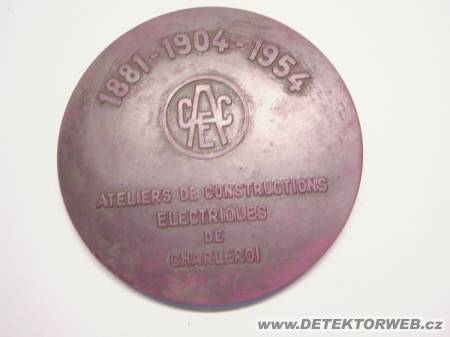 1881-1904-1954
ACEC
ATELIERS DE CONSTRUCTIONS
ELECTRIQUES
DE
CHARLEROI
www.DETEKTORWEB.cz